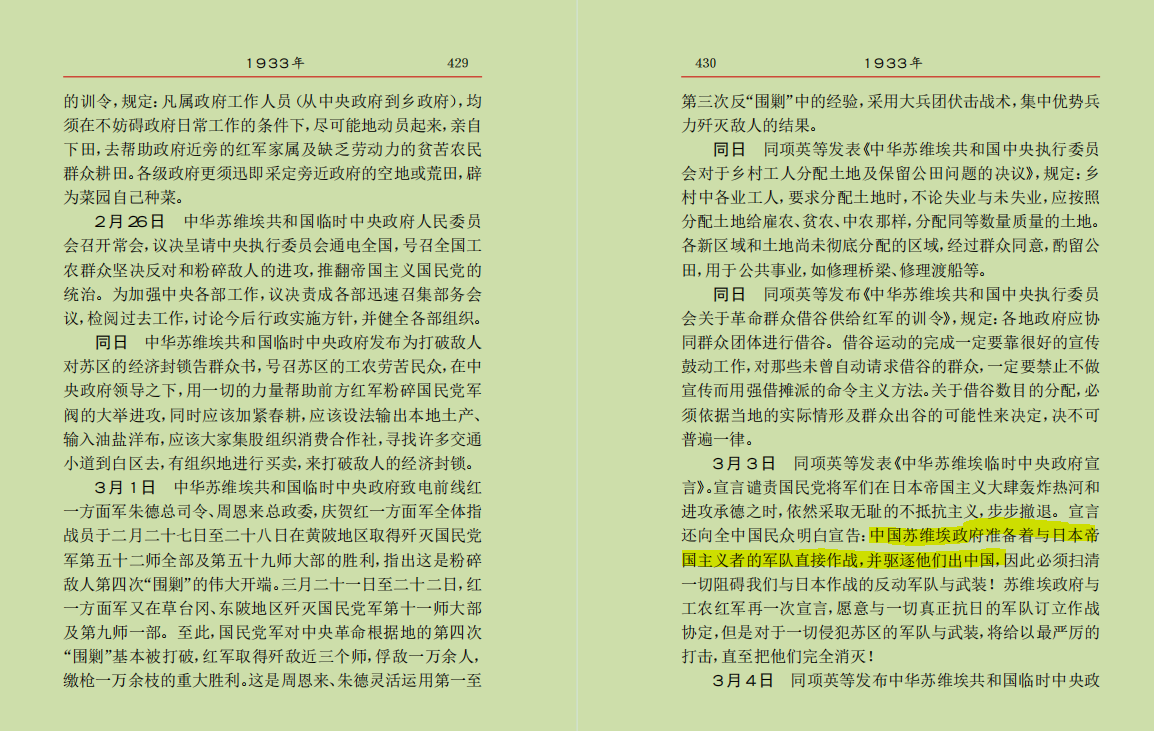 1933年 429
的训令，规定：凡属政府工作人员（从中央政府到乡政府），均
须在不妨碍政府日常工作的条件下，尽可能地动员起来，亲自
下田，去帮助政府近旁的红军家属及缺乏劳动力的贫苦农民
群众耕田。各级政府更须迅即采定旁近政府的空地或荒田，辟
为菜园自己种菜。
2月26日 中华苏维埃共和国临时中央政府人民委员
会召开常会，议决呈请中央执行委员会通电全国，号召全国工
农群众坚决反对和粉碎敌人的进攻，推翻帝国主义国民党的
统治。为加强中央各部工作，议决责成各部迅速召集部务会
议，检阅过去工作，讨论今后行政实施方针，并健全各部组织。
同日 中华苏维埃共和国临时中央政府发布为打破敌人
对苏区的经济封锁告群众书，号召苏区的工农劳苦民众，在中
央政府领导之下，用一切的力量帮助前方红军粉碎国民党军
阀的大举进攻，同时应该加紧春耕，应该设法输出本地土产、
输入油盐洋布，应该大家集股组织消费合作社，寻找许多交通
小道到白区去，有组织地进行买卖，来打破敌人的经济封锁。
3月1日 中华苏维埃共和国临时中央政府致电前线红
一方面军朱德总司令、周恩来总政委，庆贺红一方面军全体指
战员于二月二十七日至二十八日在黄陂地区取得歼灭国民党
军第五十二师全部及第五十九师大部的胜利，指出这是粉碎
敌人第四次“围剿”的伟大开端。三月二十一日至二十二日，红
一方面军又在草台冈、东陂地区歼灭国民党军第十一师大部
及第九师一部。至此，国民党军对中央革命根据地的第四次
“围剿”基本被打破，红军取得歼敌近三个师，俘敌一万余人，
缴枪一万余枝的重大胜利。这是周恩来、朱德灵活运用第一至
430 1933年
第三次反“围剿”中的经验，采用大兵团伏击战术，集中优势兵
力歼灭敌人的结果。
同日 同项英等发表《中华苏维埃共和国中央执行委员
会对于乡村工人分配土地及保留公田问题的决议》，规定：乡
村中各业工人，要求分配土地时，不论失业与未失业，应按照
分配土地给雇农、贫农、中农那样，分配同等数量质量的土地。
各新区域和土地尚未彻底分配的区域，经过群众同意，酌留公
田，用于公共事业，如修理桥梁、修理渡船等。
同日 同项英等发布《中华苏维埃共和国中央执行委员
会关于革命群众借谷供给红军的训令》，规定：各地政府应协
同群众团体进行借谷。借谷运动的完成一定要靠很好的宣传
鼓动工作，对那些未曾自动请求借谷的群众，一定要禁止不做
宣传而用强借摊派的命令主义方法。关于借谷数目的分配，必
须依据当地的实际情形及群众出谷的可能性来决定，决不可
普遍一律。
3月3日 同项英等发表《中华苏维埃临时中央政府宣
言》。宣言谴责国民党将军们在日本帝国主义大肆轰炸热河和
进攻承德之时，依然采取无耻的不抵抗主义，步步撤退。宣言
还向全中国民众明白宣告：中国苏维埃政府准备着与日本帝
国主义者的军队直接作战，并驱逐他们出中国，因此必须扫清
一切阻碍我们与日本作战的反动军队与武装！苏维埃政府与
工农红军再一次宣言，愿意与一切真正抗日的军队订立作战
协定，但是对于一切侵犯苏区的军队与武装，将给以最严厉的
打击，直至把他们完全消灭！
3月4日 同项英等发布中华苏维埃共和国临时中央政